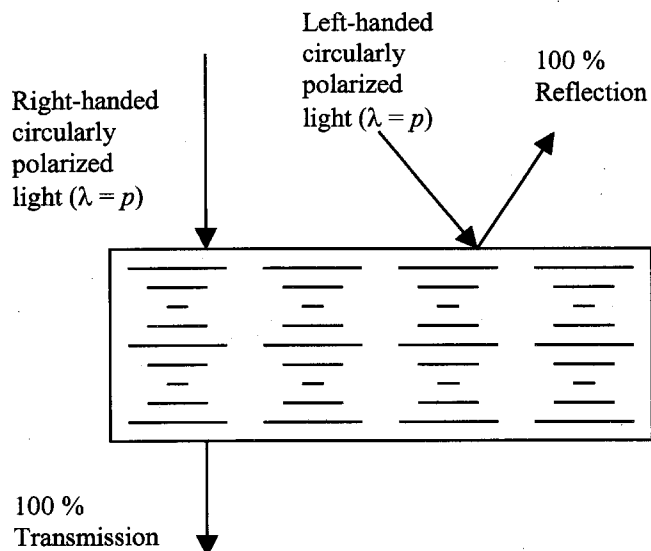 Right-handed
circularly
polarized
light (λ = p)
Left-handed
circularly
polarized
light (λ = p)
100 %
Reflection
100 %
Transmission